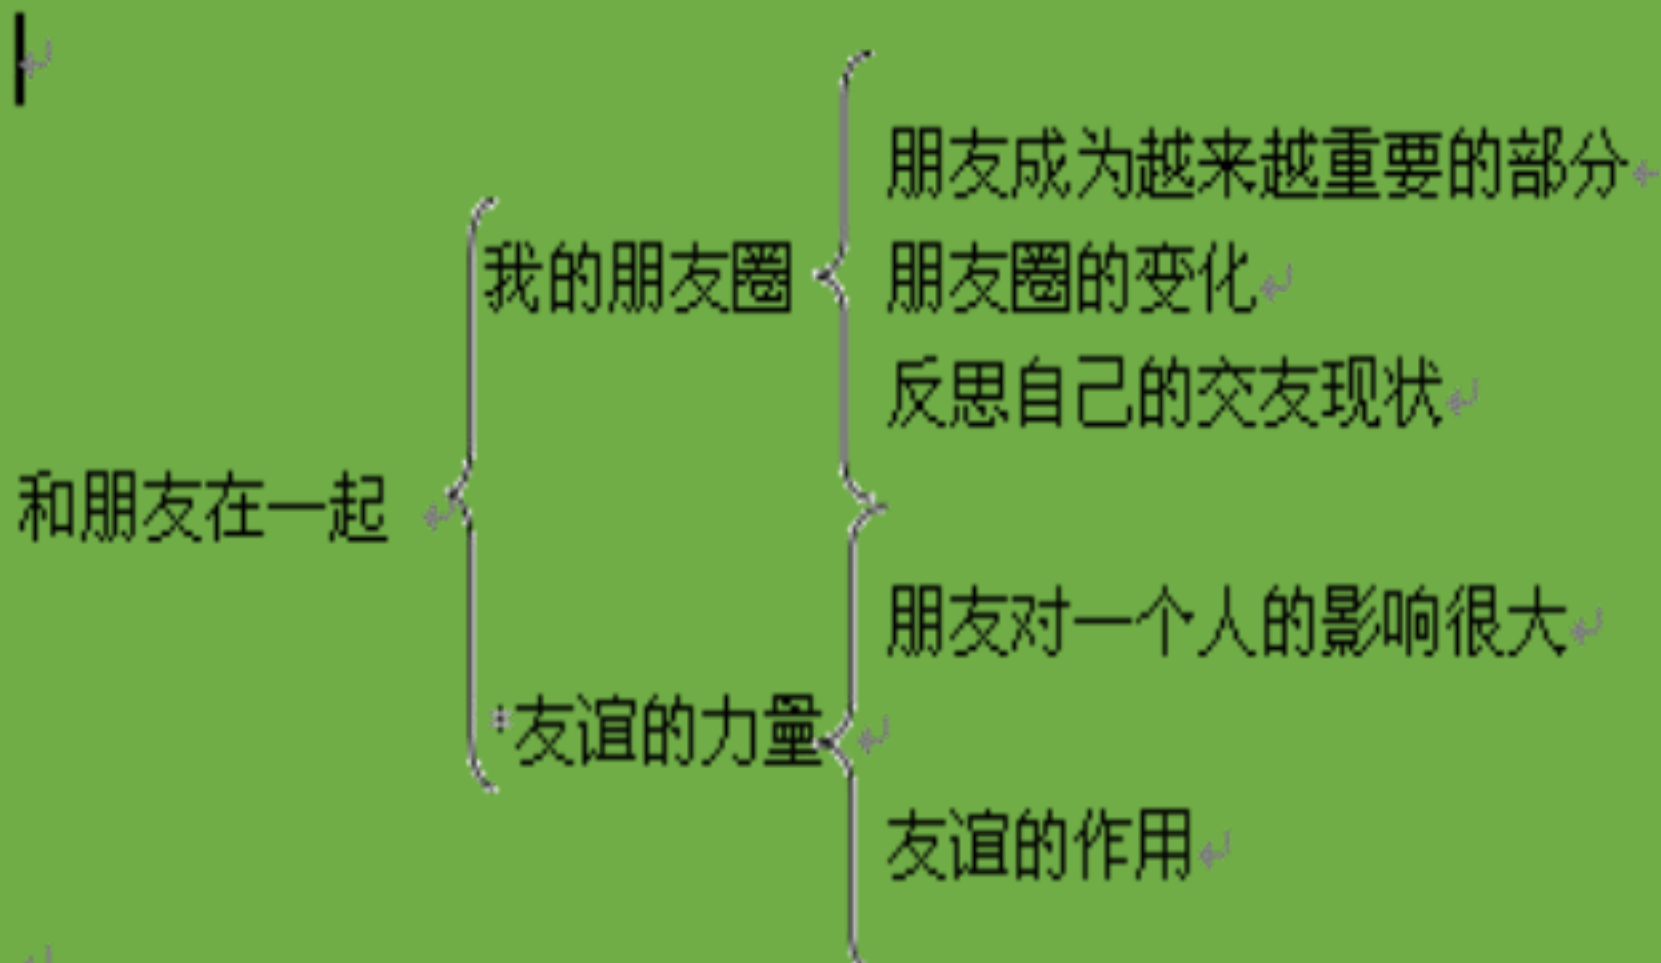 朋友成为越来越重要的部分
我的朋友圈
朋友圈的变化
反思自己的交友现状
和朋友在一起
朋友对一个人的影响很大
友谊的力量
友谊的作用